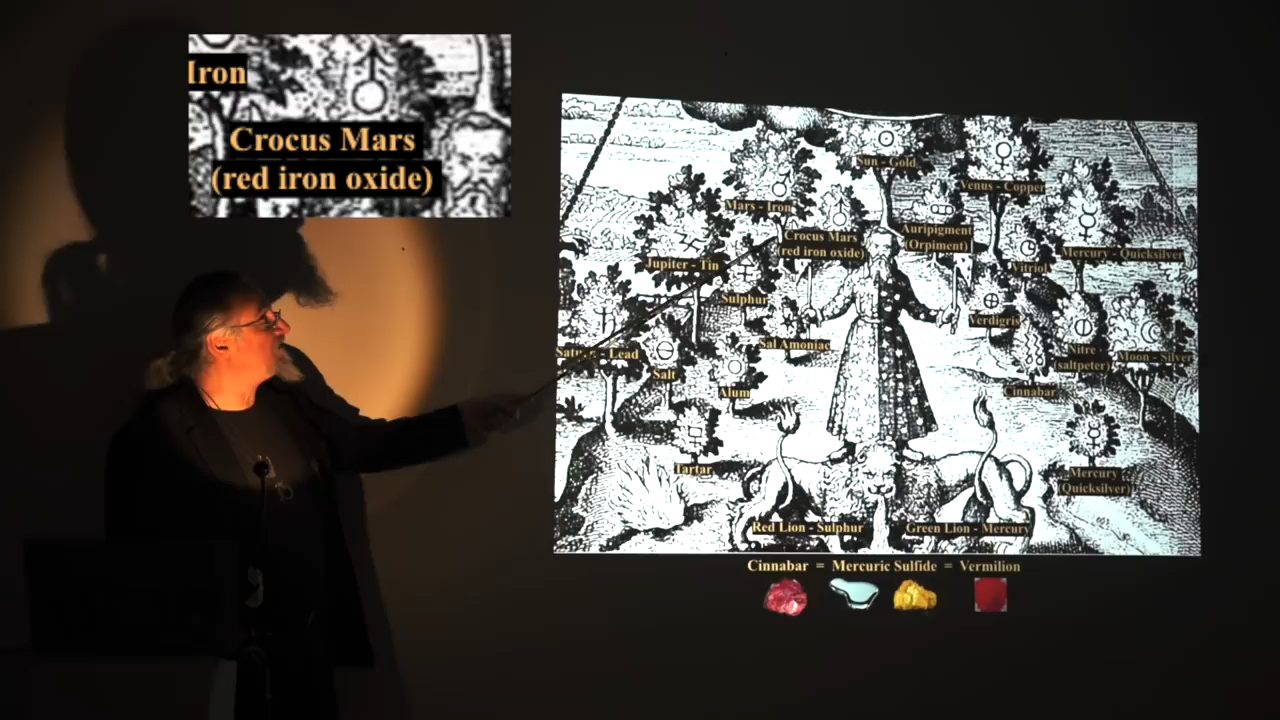 Iron
Crocus Mars
(red iron oxide)
Sun - Gold
Venus - Copper
Mars - Iron
Crocus Mars
(red iron oxide)
Auripigment
(Orpiment)
Mercury - Quicksilver
Jupiter - Tin
Vitriol
Sulphur
Verdigris
Sal Amoniac
Saturn - Lead
Nitre -
(saltpeter)
Moon - Silver
Salt
Alum
Cinnabar
Tartar
Mercury
(Quicksilver)
Red Lion - Sulphur
Green Lion - Mercury
Cinnabar = Mercuric Sulfide = Vermilion